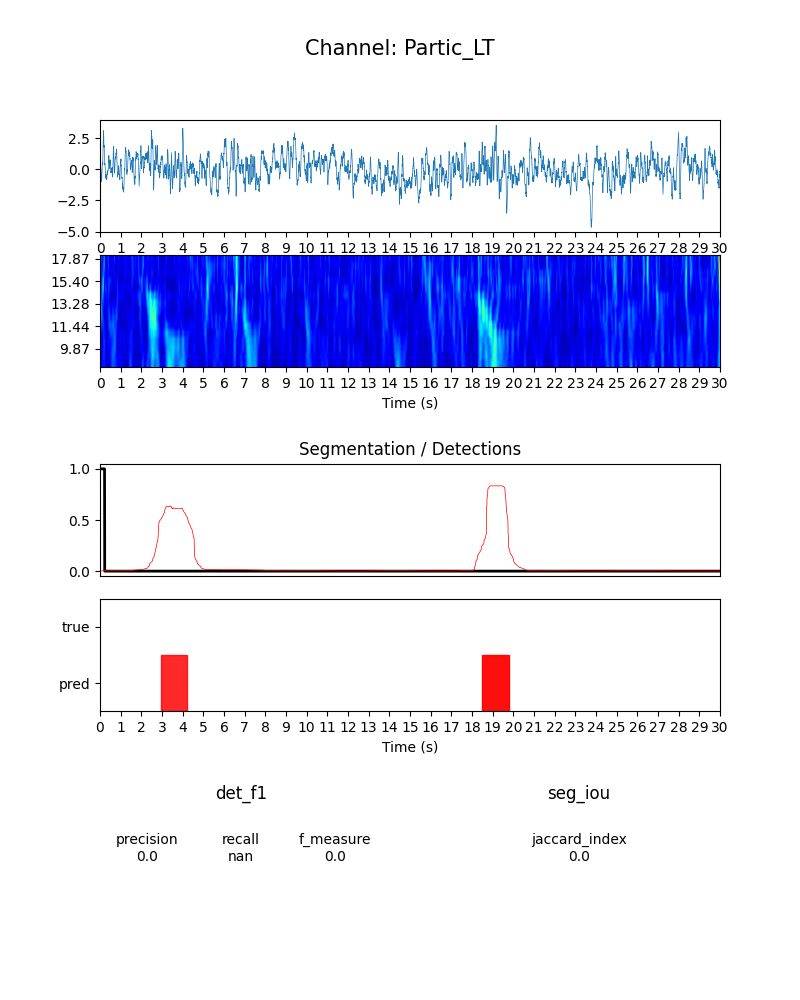 Channel: Partic_LT
2.5
0.0
−2.5
−5.0
0 1 2 3 4 5 6 7 8 9 10 11 12 13 14 15 16 17 18 19 20 21 22 23 24 25 26 27 28 29 30
17.87
15.40
13.28
11.44
9.87
0 1 2 3 4 5 6 7 8 9 10 11 12 13 14 15 16 17 18 19 20 21 22 23 24 25 26 27 28 29 30
Time (s)
Segmentation / Detections
1.0
0.5
0.0
true
pred
0 1 2 3 4 5 6 7 8 9 10 11 12 13 14 15 16 17 18 19 20 21 22 23 24 25 26 27 28 29 30
Time (s)
det_f1 seg_iou
precision recall f_measure jaccard_index
0.0 nan 0.0 0.0